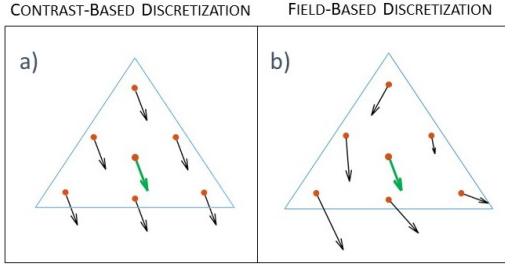 CONTRAST-BASED DISCRETIZATION
FIELD-BASED DISCRETIZATION
a)
b)